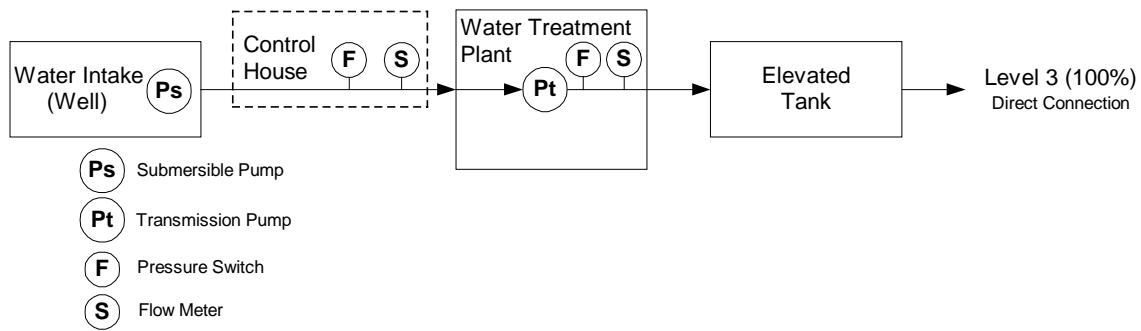 Water Intake
(Well)
Ps
Control
House
F
S
Water Treatment
Plant
Pt
F
S
Elevated
Tank
Level 3 (100%)
Direct Connection
Ps Submersible Pump
Pt Transmission Pump
F Pressure Switch
S Flow Meter